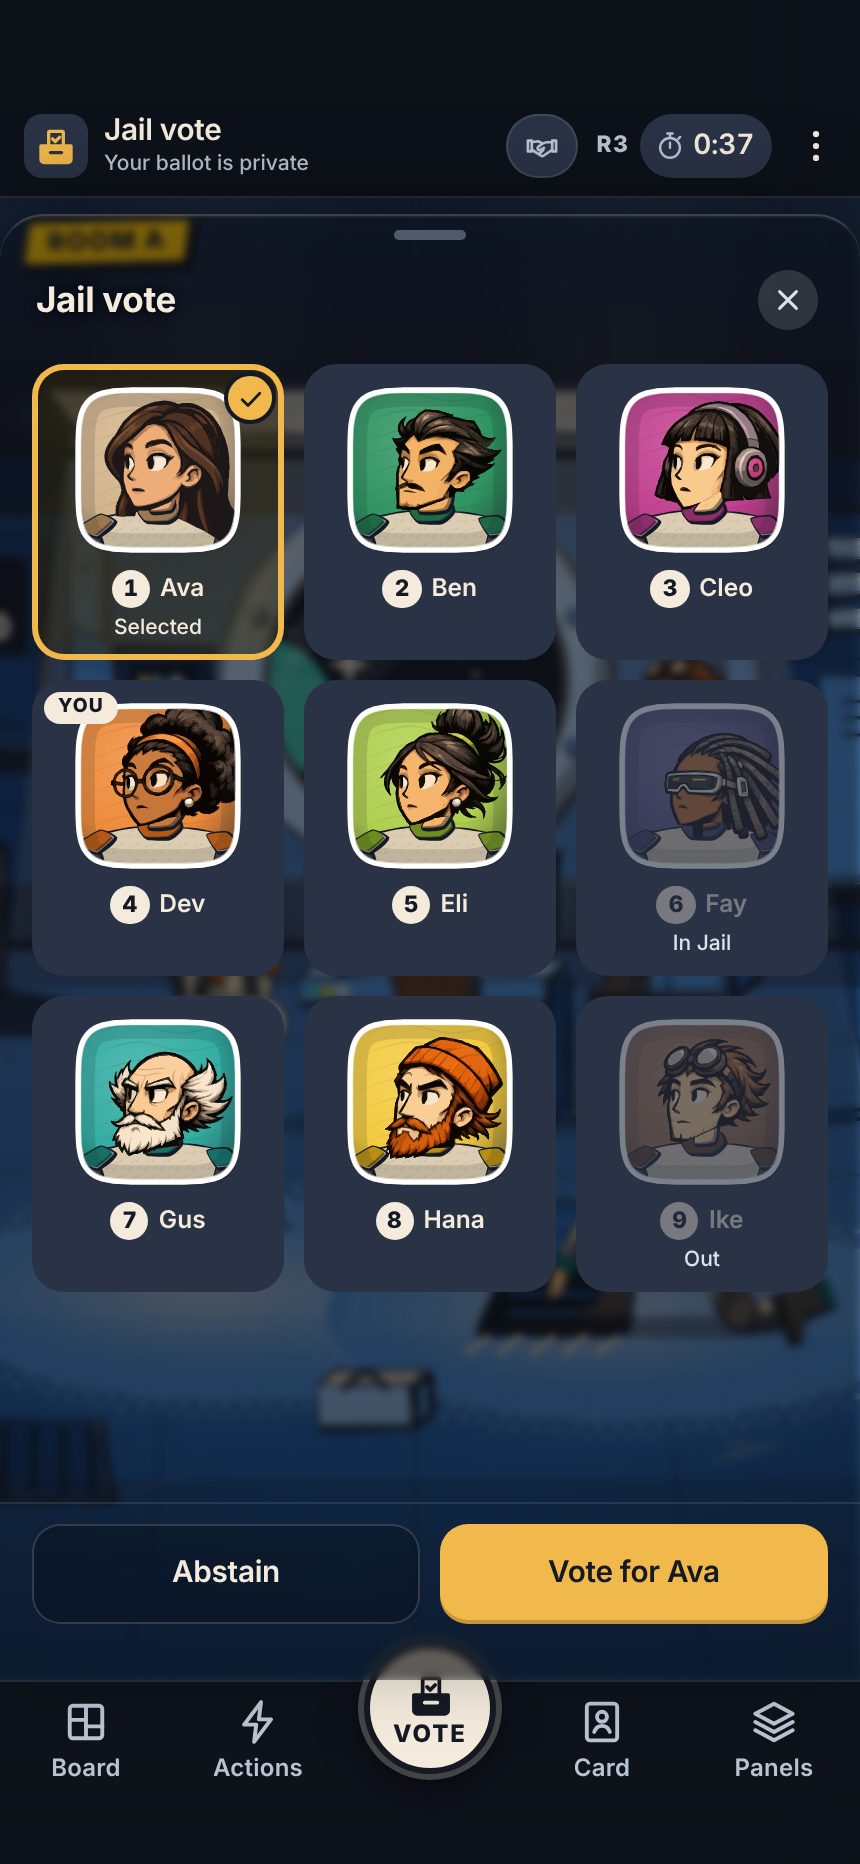 Jail vote
Your ballot is private
R3
0:37
ROOM A
Jail vote
1 Ava
Selected
2 Ben
3 Cleo
YOU
4 Dev
5 Eli
6 Fay
In Jail
7 Gus
8 Hana
9 Ike
Out
Abstain
Vote for Ava
Board
Actions
VOTE
Card
Panels